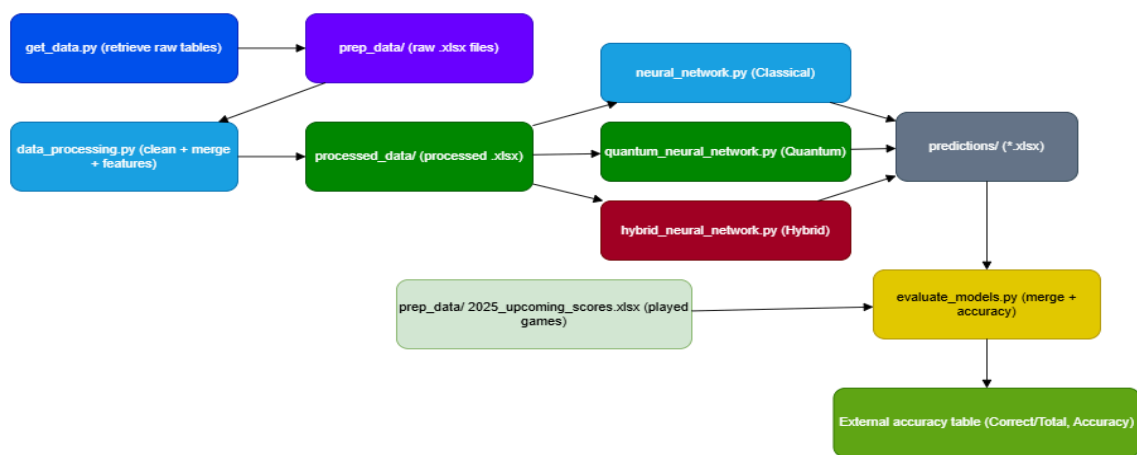 get_data.py (retrieve raw tables)
prep_data/ (raw .xlsx files)
neural_network.py (Classical)
data_processing.py (clean + merge
+ features)
processed_data/ (processed .xlsx)
quantum_neural_network.py (Quantum)
predictions/ (*.xlsx)
hybrid_neural_network.py (Hybrid)
prep_data/ 2025_upcoming_scores.xlsx (played
games)
evaluate_models.py (merge +
accuracy)
External accuracy table (Correct/Total, Accuracy)